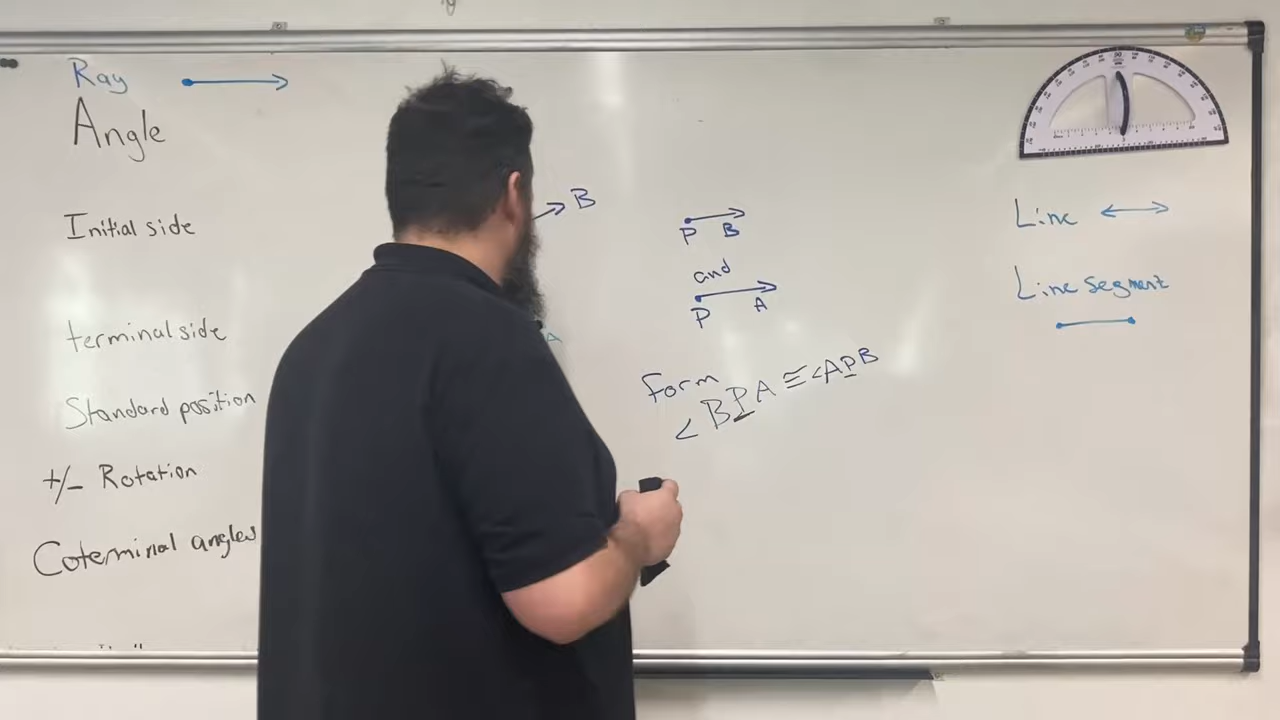 Ray
Angle
Initial side
terminal side
Standard position
+/- Rotation
Coterminal angles
B
A
P B
and
P A
Form
< BPA ≅ < APB
Line
Line segment